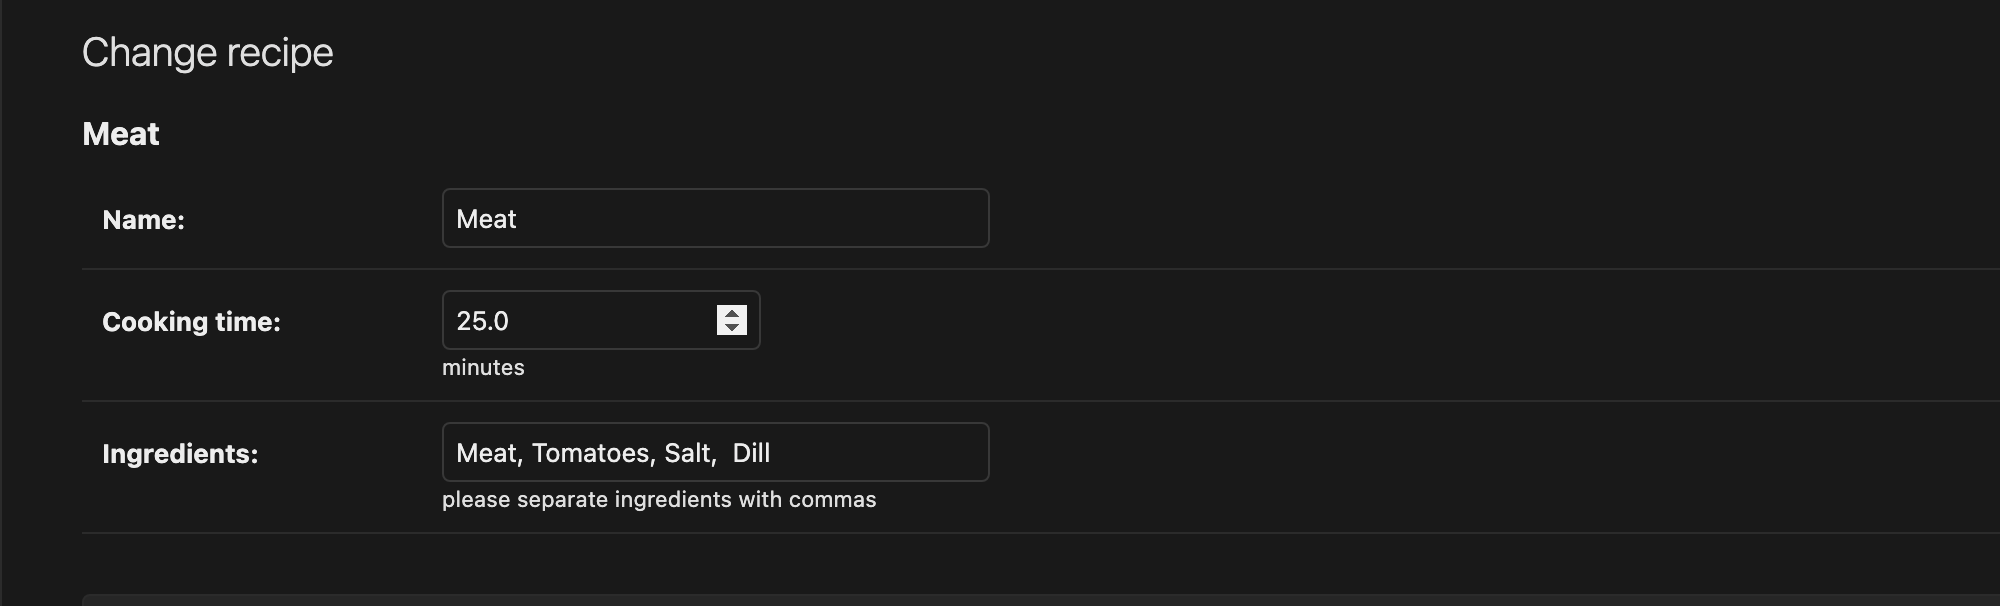 Change recipe
Meat
Name: Meat
Cooking time: 25.0
minutes
Ingredients: Meat, Tomatoes, Salt,  Dill
please separate ingredients with commas